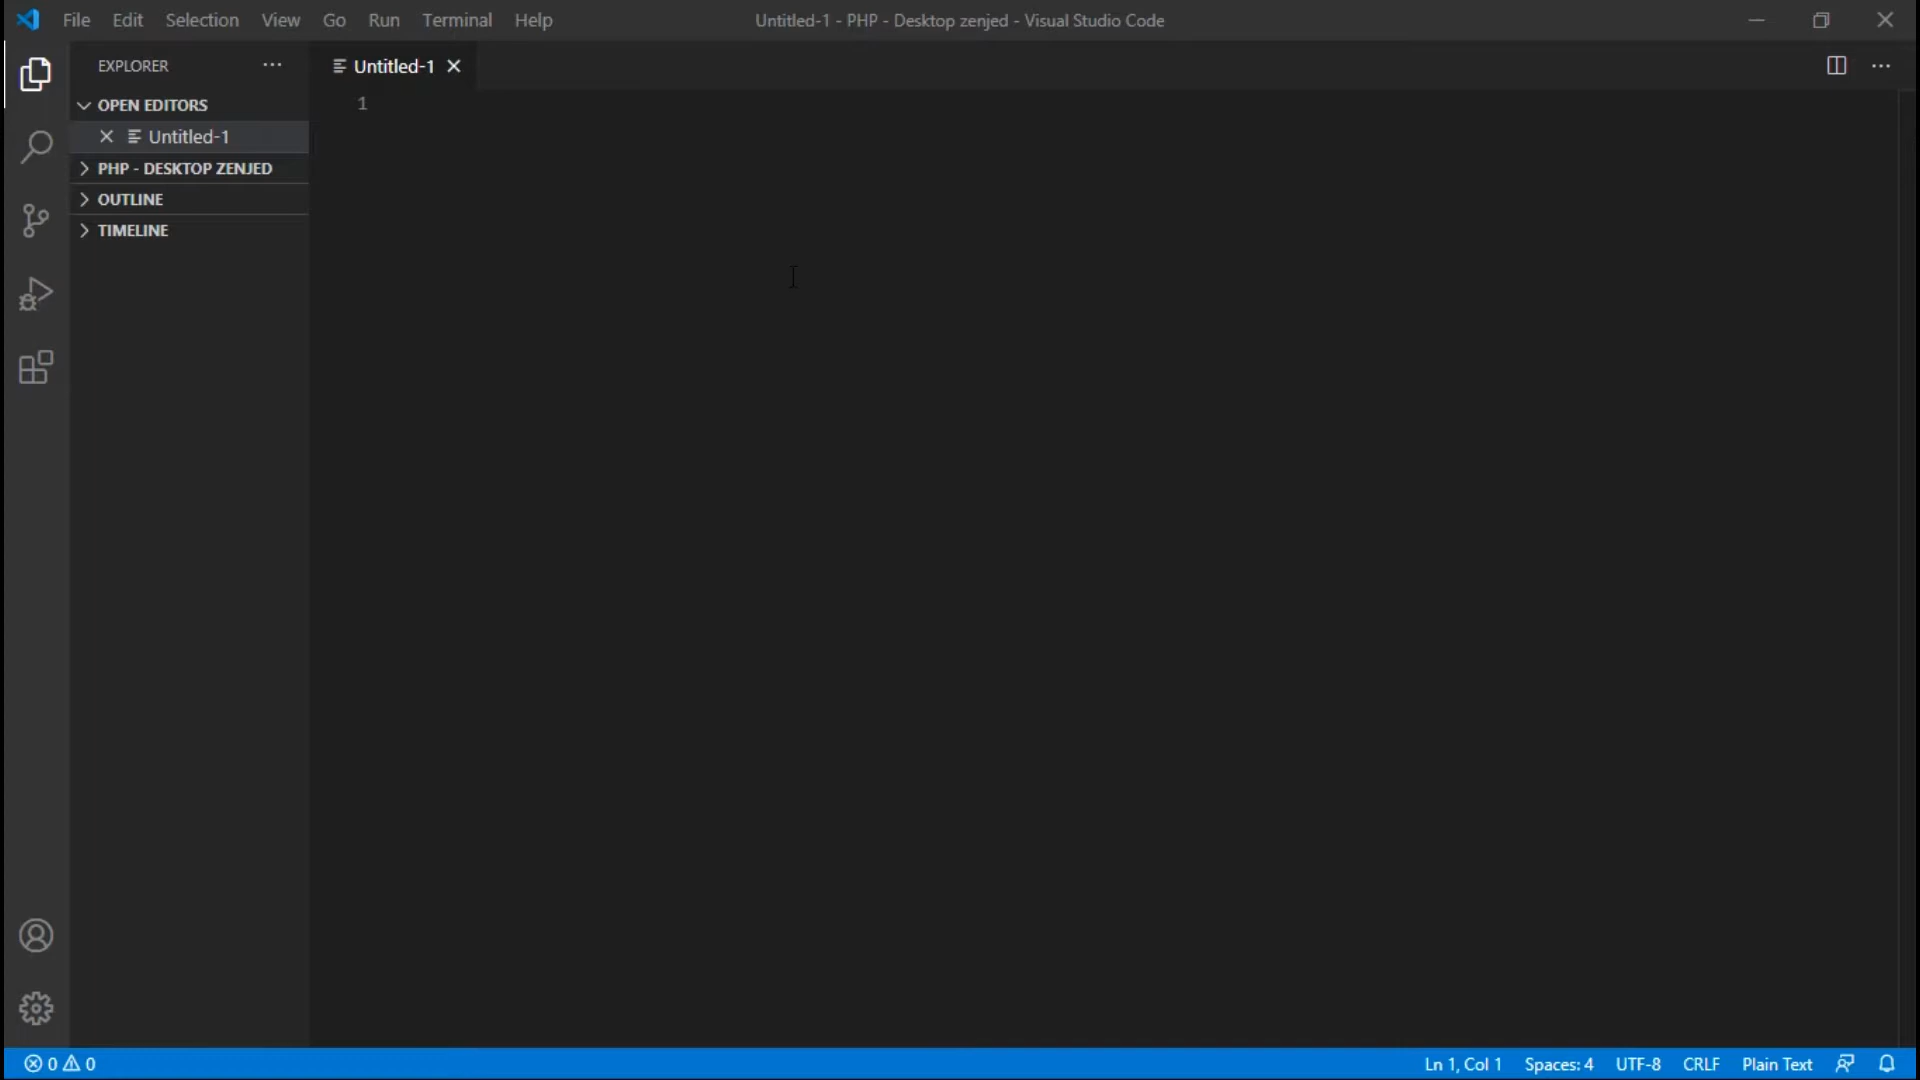 File Edit Selection View Go Run Terminal Help
Untitled-1 - PHP - Desktop zenjed - Visual Studio Code
EXPLORER
Untitled-1
OPEN EDITORS
1
Untitled-1
PHP - DESKTOP ZENJED
OUTLINE
TIMELINE
0 0
Ln 1, Col 1 Spaces: 4 UTF-8 CRLF Plain Text